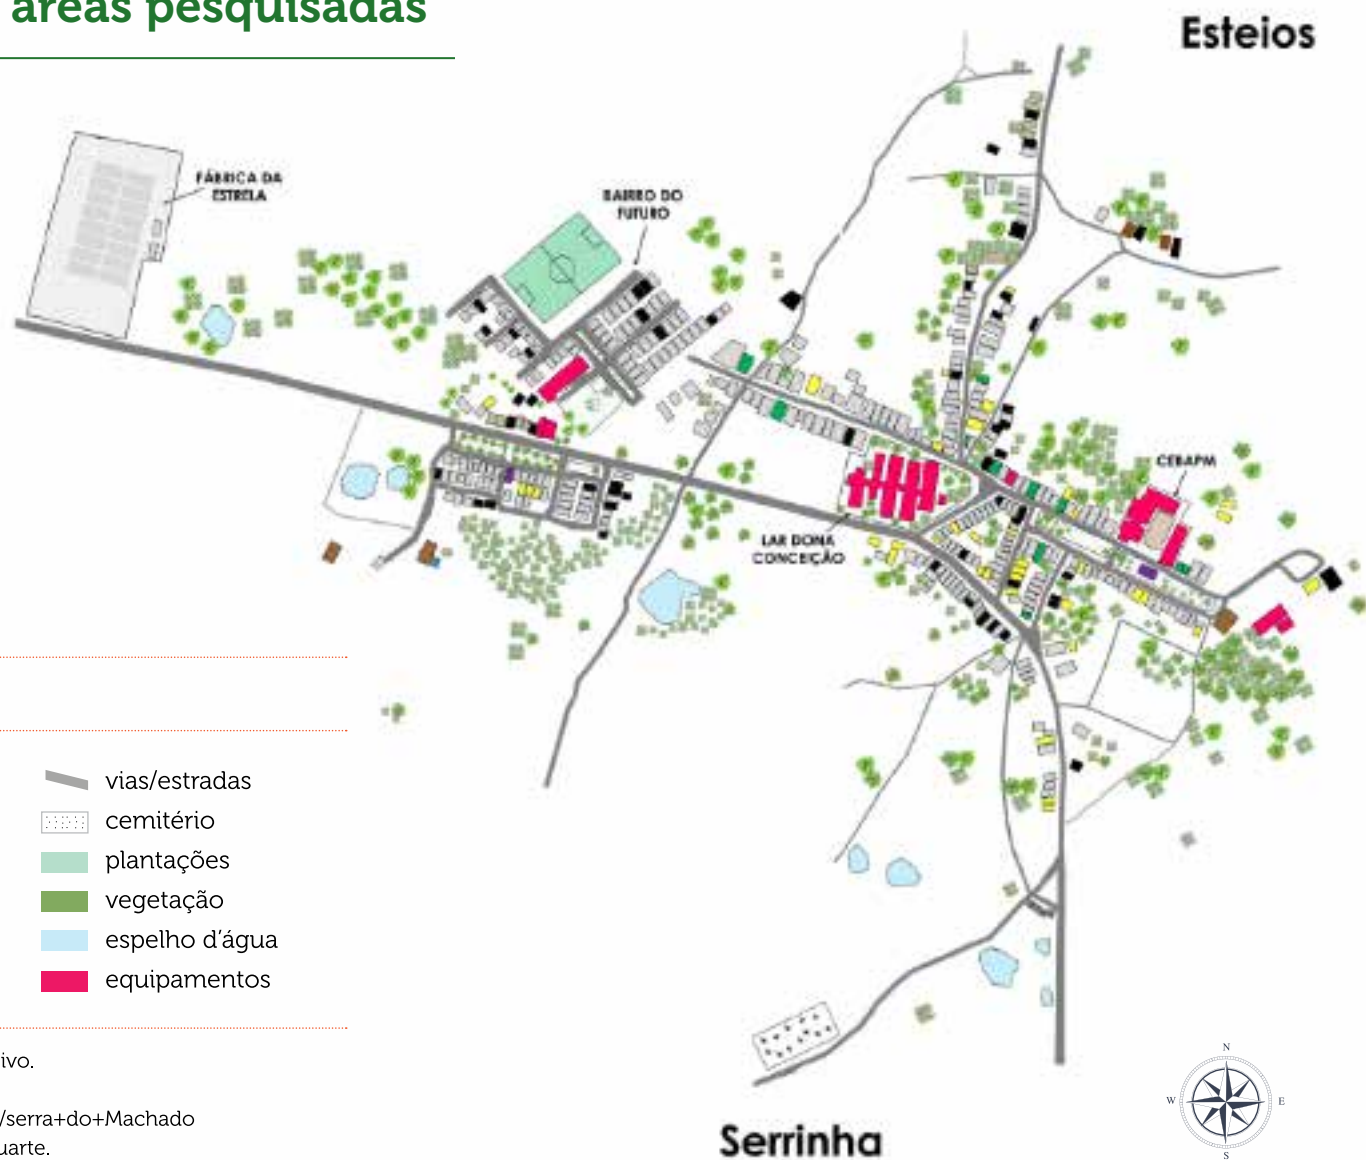 áreas pesquisadas
Esteios
FÁBRICA DA
ESTRELA
BAIRRO DO
FUTURO
CEBAPM
LAR DONA
CONCEIÇÃO
vias/estradas
cemitério
plantações
vegetação
espelho d'água
equipamentos
ivo.
/serra+do+Machado
uarte.
Serrinha
N
W
E
S